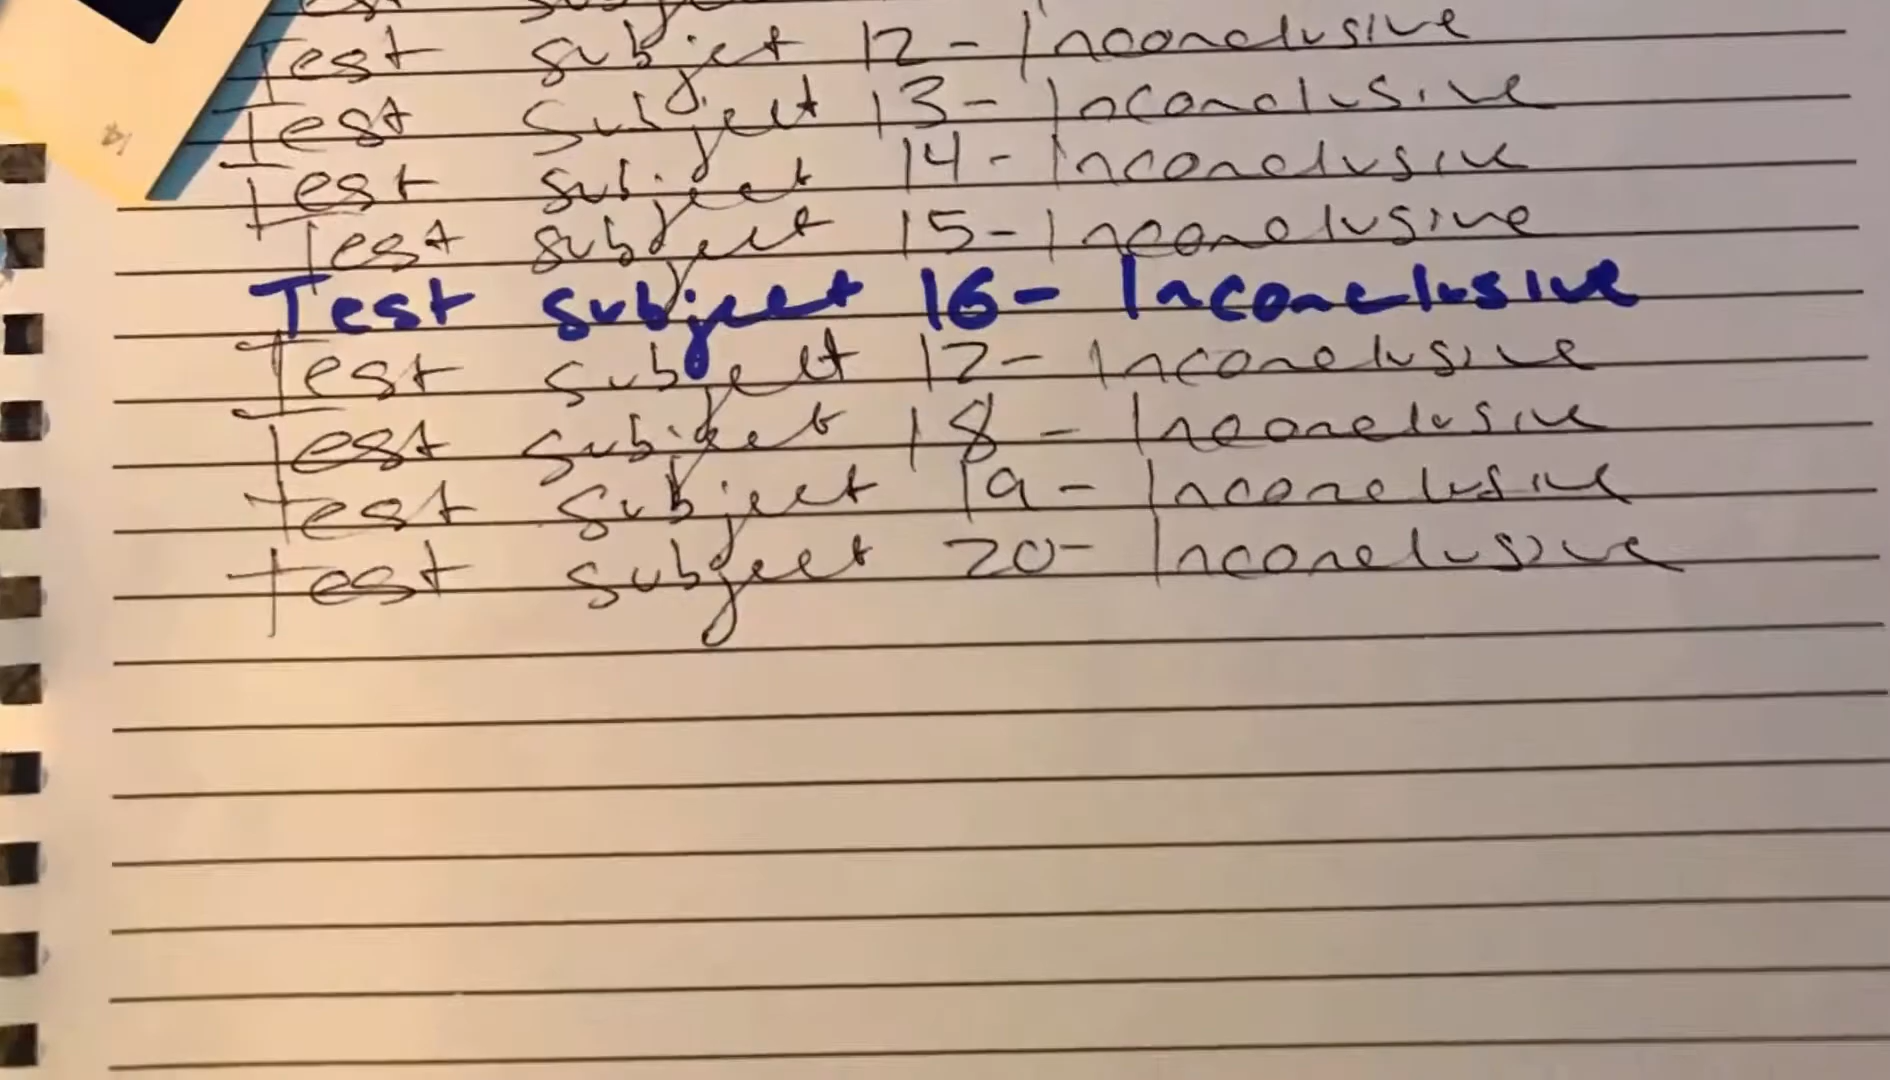 Test subject 12 - Inconclusive
Test Subject 13 - Inconclusive
Test subject 14 - Inconclusive
Test subject 15 - Inconclusive
Test subject 16 - Inconclusive
Test subject 17 - Inconclusive
Test subject 18 - Inconclusive
Test subject 19 - Inconclusive
Test subject 20 - Inconclusive